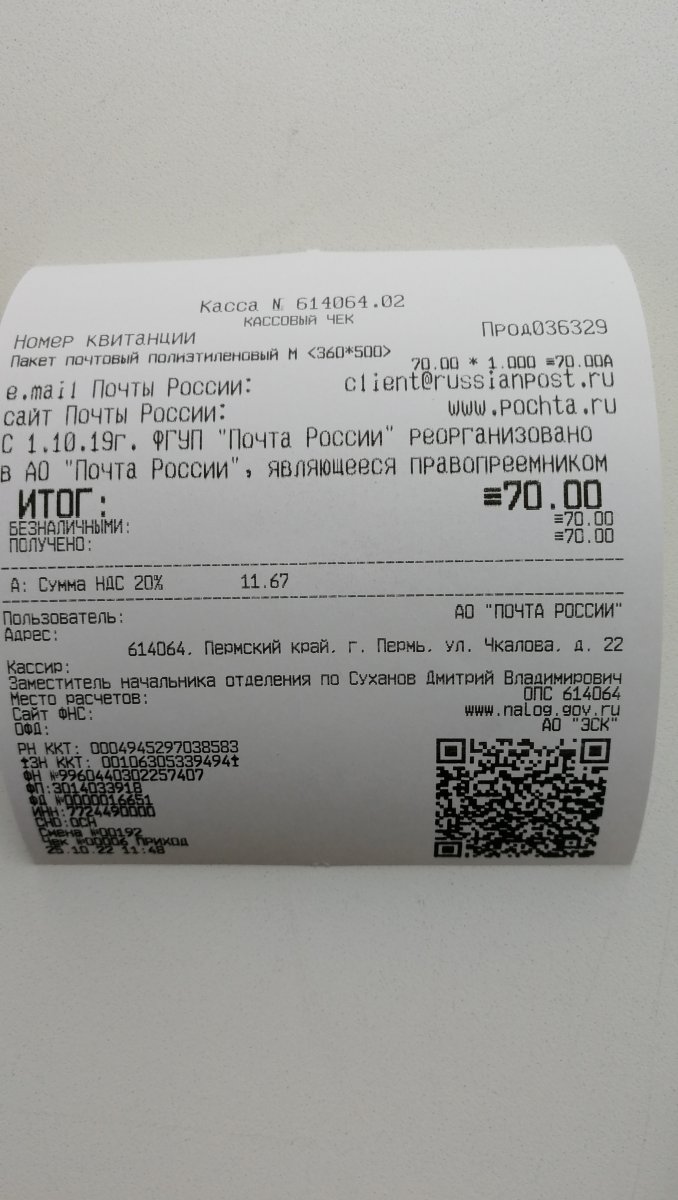 Касса № 614064.02
КАССОВЫЙ ЧЕК
Номер квитанции Прод036329
Пакет почтовый полиэтиленовый М <360*500>
70.00 * 1.000 ≡70.00А
e.mail Почты России: client@russianpost.ru
сайт Почты России: www.pochta.ru
С 1.10.19г. ФГУП "Почта России" реорганизовано
в АО "Почта России", являющееся правопреемником
ИТОГ: ≡70.00
БЕЗНАЛИЧНЫМИ: ≡70.00
ПОЛУЧЕНО: ≡70.00
А: Сумма НДС 20% 11.67
Пользователь: АО "ПОЧТА РОССИИ"
Адрес:
614064, Пермский край, г. Пермь, ул. Чкалова, д. 22
Кассир:
Заместитель начальника отделения по Суханов Дмитрий Владимирович
Место расчетов: ОПС 614064
Сайт ФНС: www.nalog.gov.ru
ОФД: АО "ЭСК"
РН ККТ: 0004945297038583
ЗН ККТ: 00106305339494
ФН №9960440302257407
ФП:3014033918
ФД №0000016651
ИНН:7724490000
СНО:ОСН
Смена №00192
Чек №00006 ПРИХОД
25.10.22 11:48